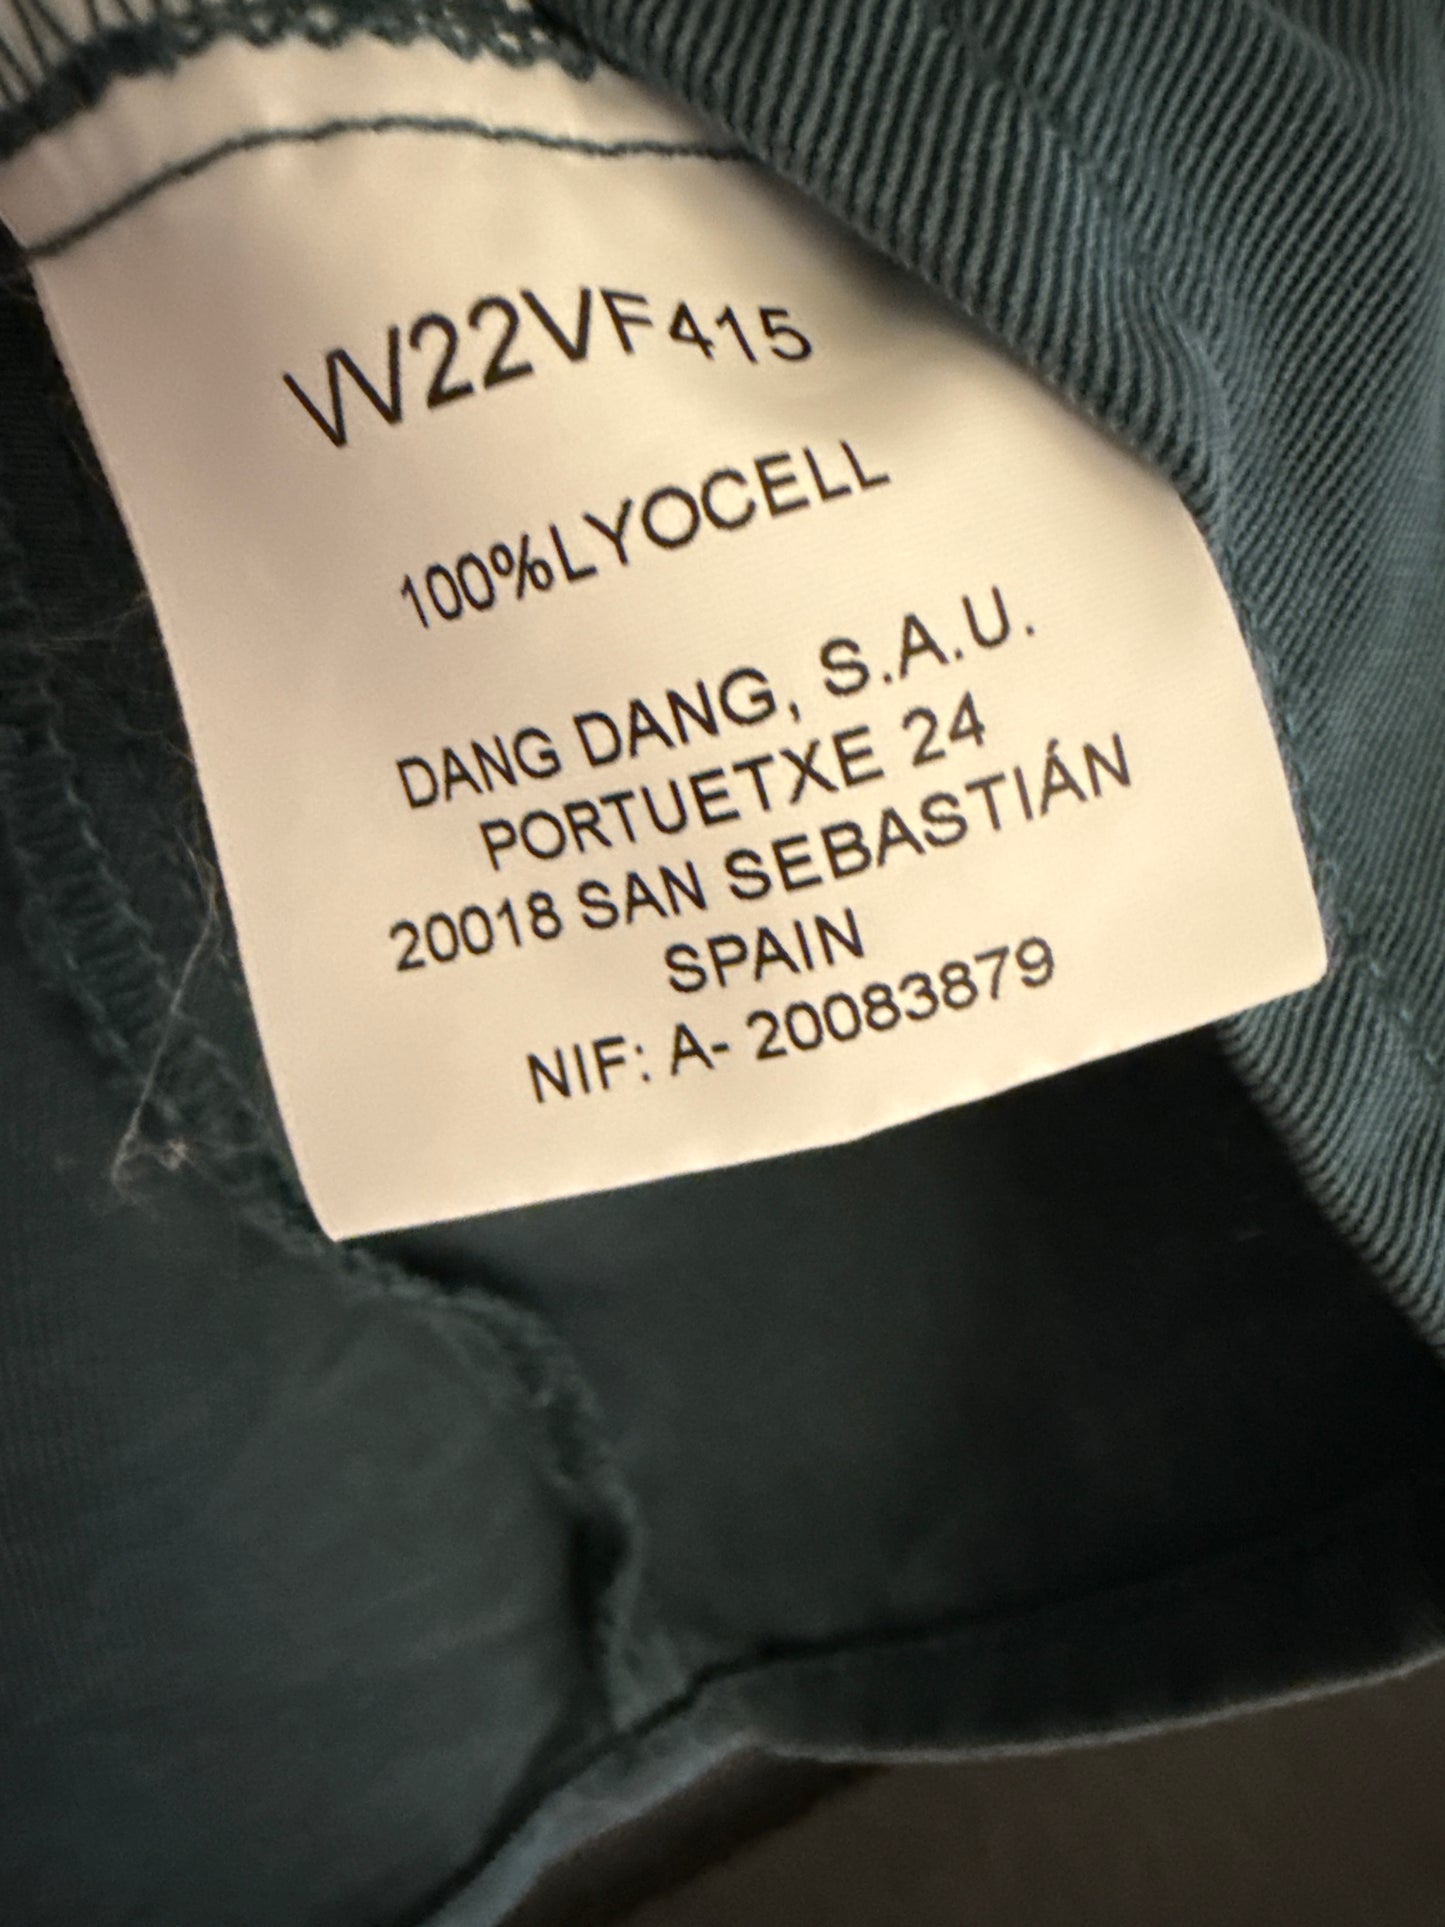 W22VF415
100%LYOCELL
DANG DANG, S.A.U.
PORTUETXE 24
20018 SAN SEBASTIÁN
SPAIN
NIF: A- 20083879